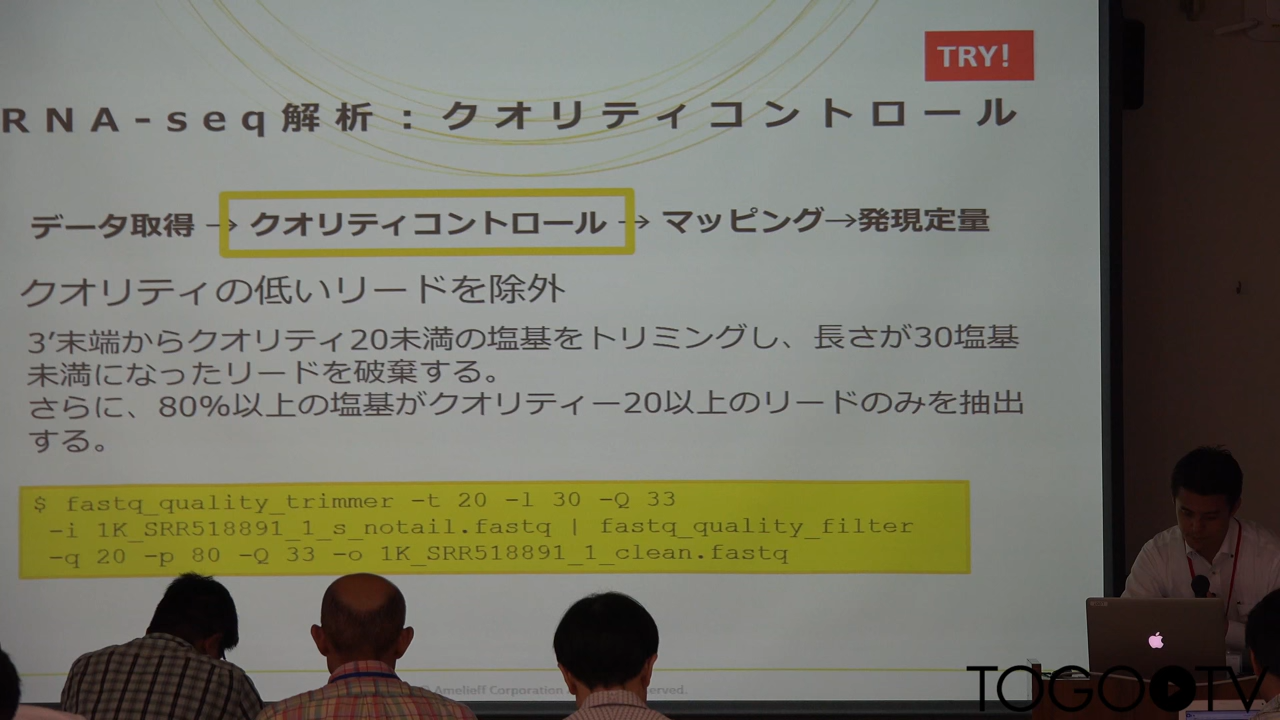 TRY!
RNA-seq解析：クオリティコントロール
データ取得→クオリティコントロール→マッピング→発現定量
クオリティの低いリードを除外
3’末端からクオリティ20未満の塩基をトリミングし、長さが30塩基
未満になったリードを破棄する。
さらに、80%以上の塩基がクオリティー20以上のリードのみを抽出
する。
$ fastq_quality_trimmer -t 20 -l 30 -Q 33
-i 1K_SRR518891_1_s_notail.fastq | fastq_quality_filter
-q 20 -p 80 -Q 33 -o 1K_SRR518891_1_clean.fastq
Amelieff Corporation
TOGOTV